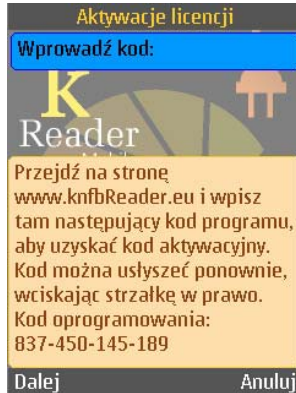 Aktywacje licencji
Wprowadź kod:
K
Reader
Przejdź na stronę
www.knfbReader.eu i wpisz
tam następujący kod programu,
aby uzyskać kod aktywacyjny.
Kod można usłyszeć ponownie,
wciskając strzałkę w prawo.
Kod oprogramowania:
837-450-145-189
Dalej Anuluj